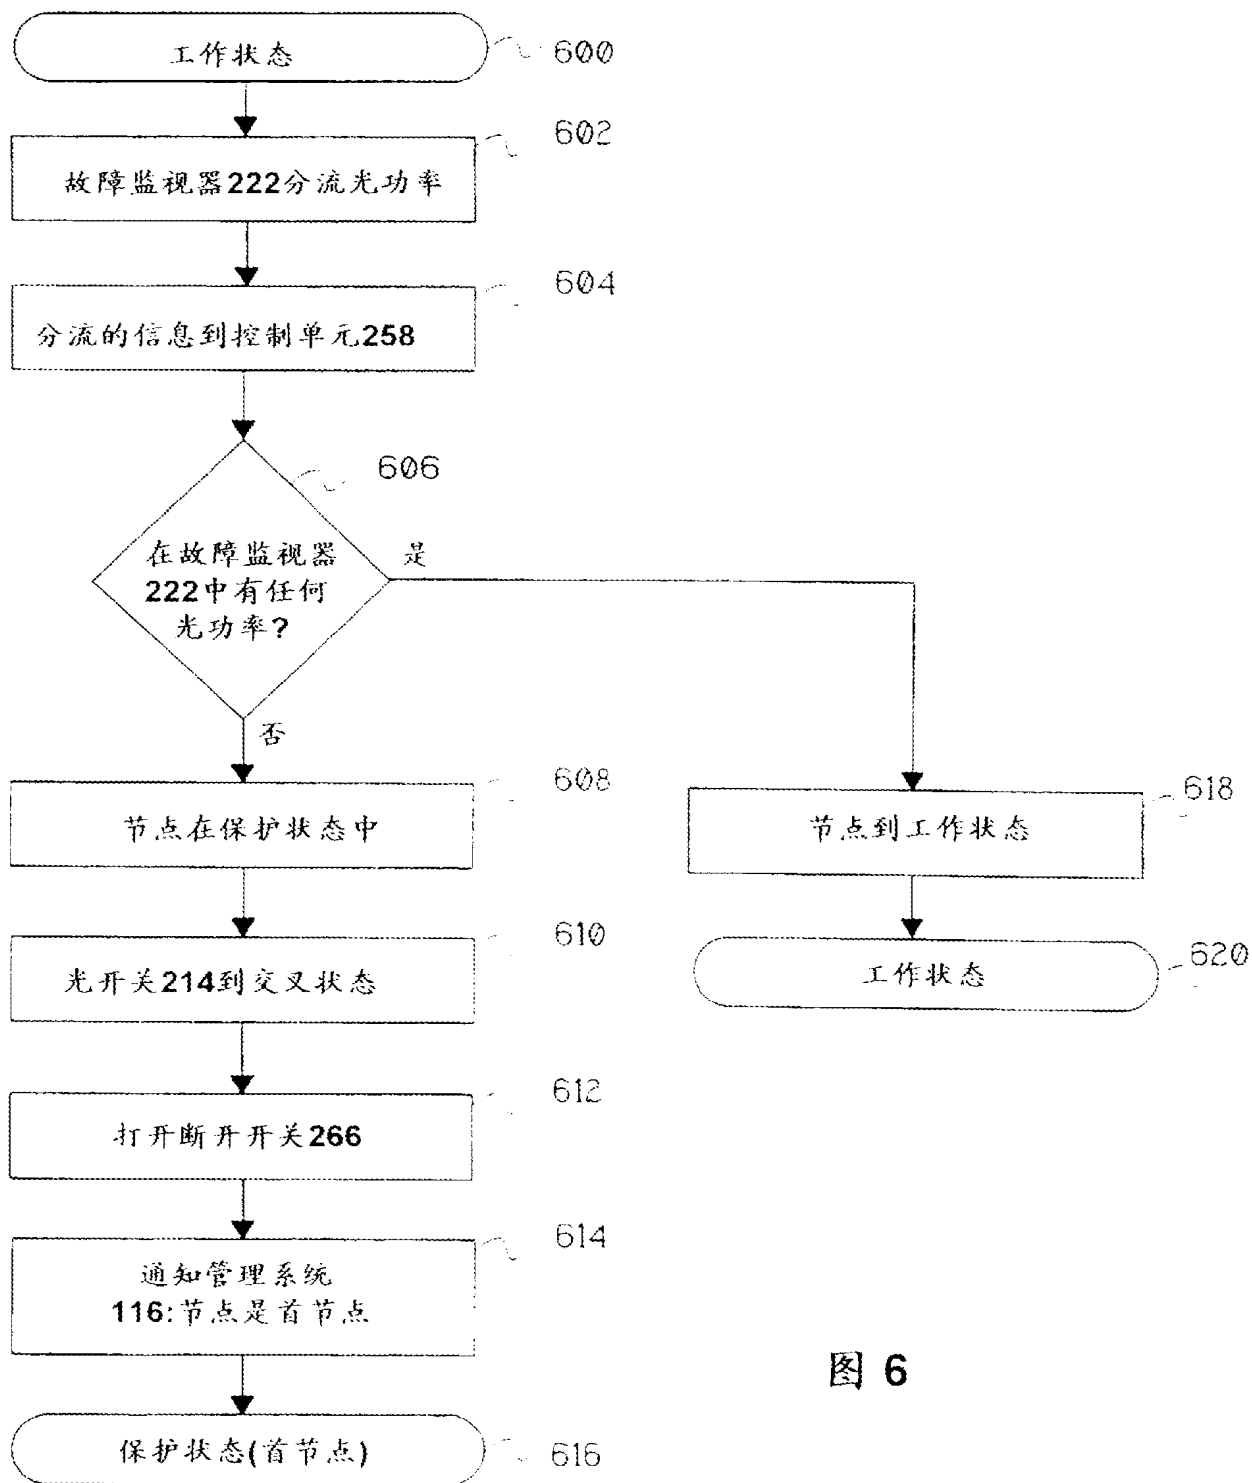 工作状态
600
602
故障监视器222分流光功率
604
分流的信息到控制单元258
606
在故障监视器
222中有任何
光功率?
是
否
608
节点在保护状态中
618
节点到工作状态
610
光开关214到交叉状态
620
工作状态
612
打开断开开关266
614
通知管理系统
116:节点是首节点
616
保护状态(首节点)
图 6